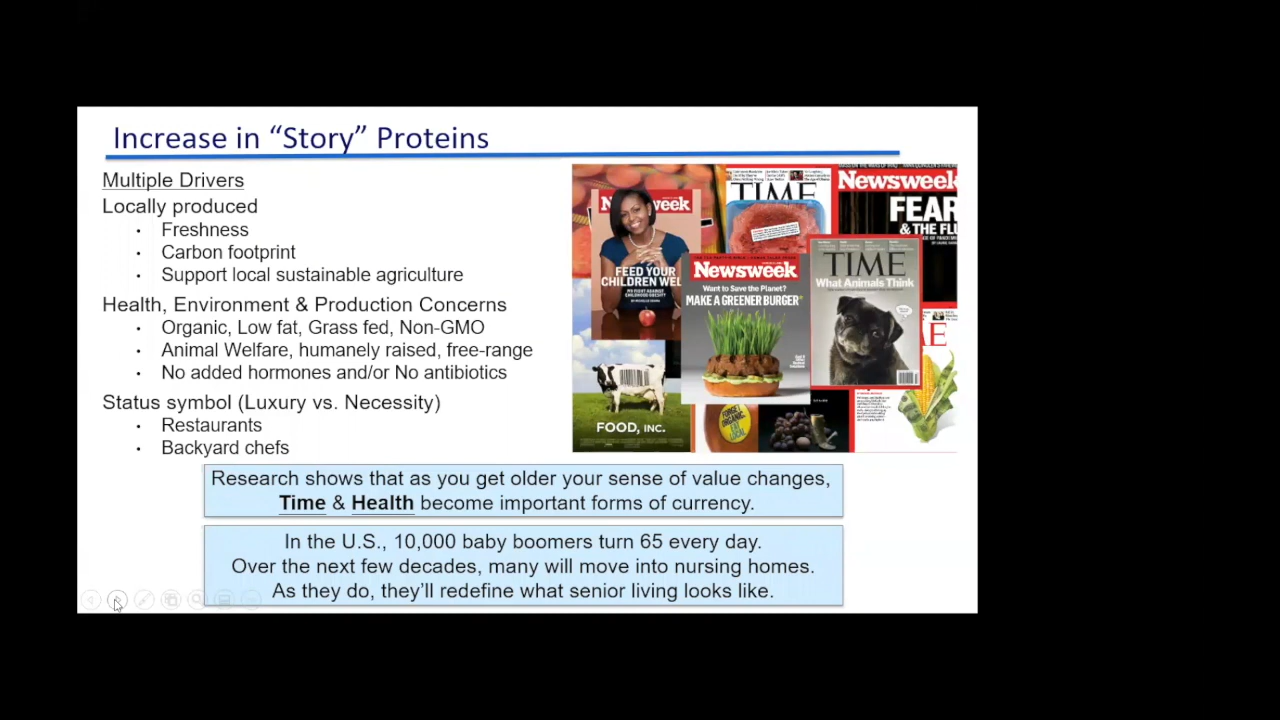 Increase in “Story” Proteins
Multiple Drivers
Locally produced
• Freshness
• Carbon footprint
• Support local sustainable agriculture
Health, Environment & Production Concerns
• Organic, Low fat, Grass fed, Non-GMO
• Animal Welfare, humanely raised, free-range
• No added hormones and/or No antibiotics
Status symbol (Luxury vs. Necessity)
• Restaurants
• Backyard chefs
N week
FEED YOUR
CHILDREN WEL
TIME
Newsweek
FEAR
& THE FLU
Newsweek
Want to Save the Planet?
MAKE A GREENER BURGER*
TIME
What Animals Think
ME
FOOD, INC.
FORGET
ORGANIC
EAT
LOCAL
Research shows that as you get older your sense of value changes,
Time & Health become important forms of currency.
In the U.S., 10,000 baby boomers turn 65 every day.
Over the next few decades, many will move into nursing homes.
As they do, they’ll redefine what senior living looks like.